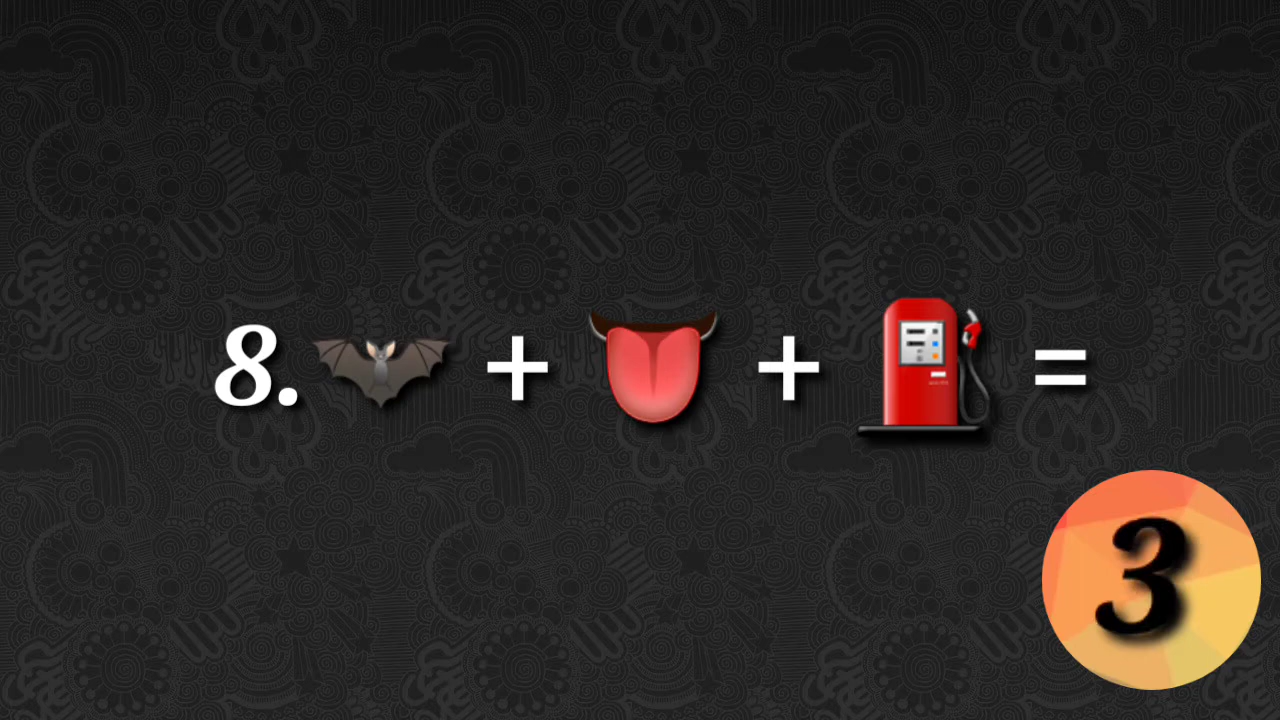 8. + + =
3